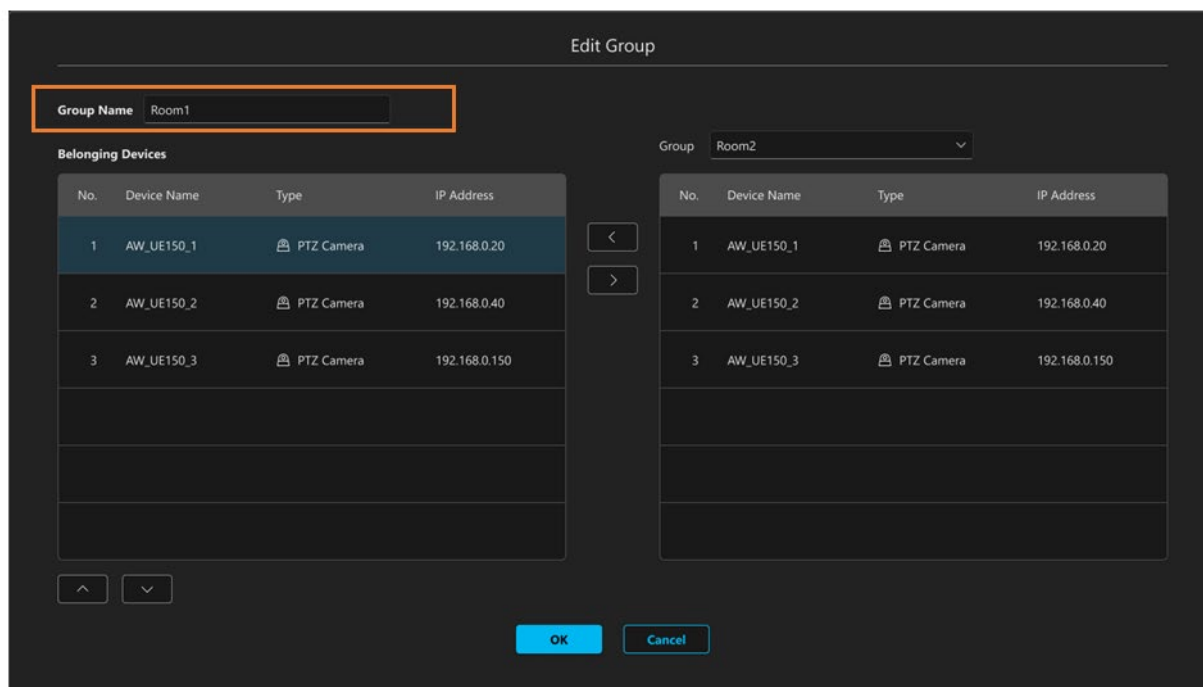 Edit Group
Group Name Room1
Belonging Devices
No. Device Name Type IP Address
1 AW_UE150_1 PTZ Camera 192.168.0.20
2 AW_UE150_2 PTZ Camera 192.168.0.40
3 AW_UE150_3 PTZ Camera 192.168.0.150
Group Room2
No. Device Name Type IP Address
1 AW_UE150_1 PTZ Camera 192.168.0.20
2 AW_UE150_2 PTZ Camera 192.168.0.40
3 AW_UE150_3 PTZ Camera 192.168.0.150
OK Cancel